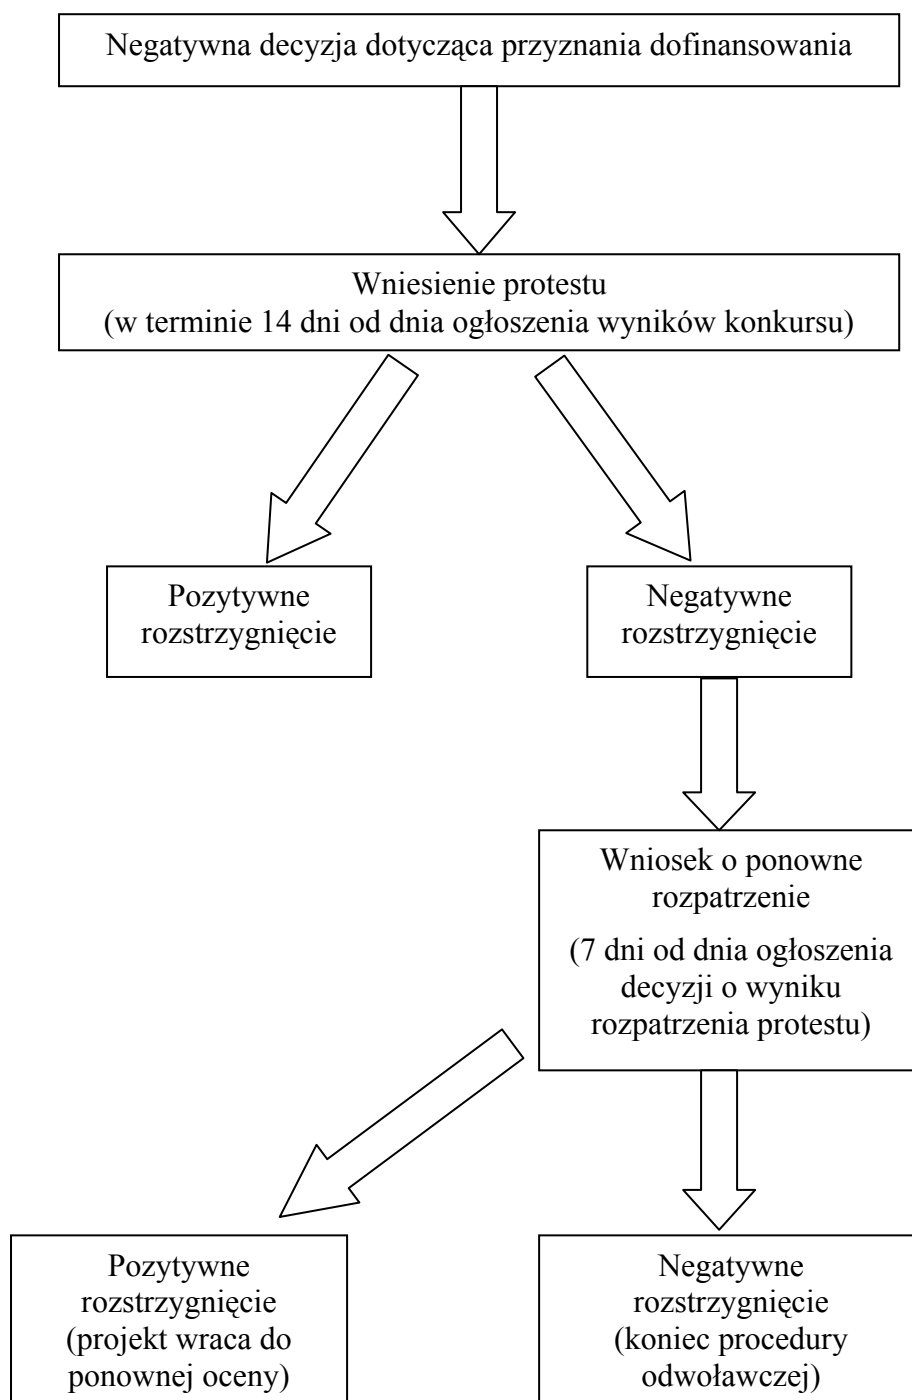 Negatywna decyzja dotycząca przyznania dofinansowania
Wniesienie protestu
(w terminie 14 dni od dnia ogłoszenia wyników konkursu)
Pozytywne
rozstrzygnięcie
Negatywne
rozstrzygnięcie
Wniosek o ponowne
rozpatrzenie
(7 dni od dnia ogłoszenia
decyzji o wyniku
rozpatrzenia protestu)
Pozytywne
rozstrzygnięcie
(projekt wraca do
ponownej oceny)
Negatywne
rozstrzygnięcie
(koniec procedury
odwoławczej)